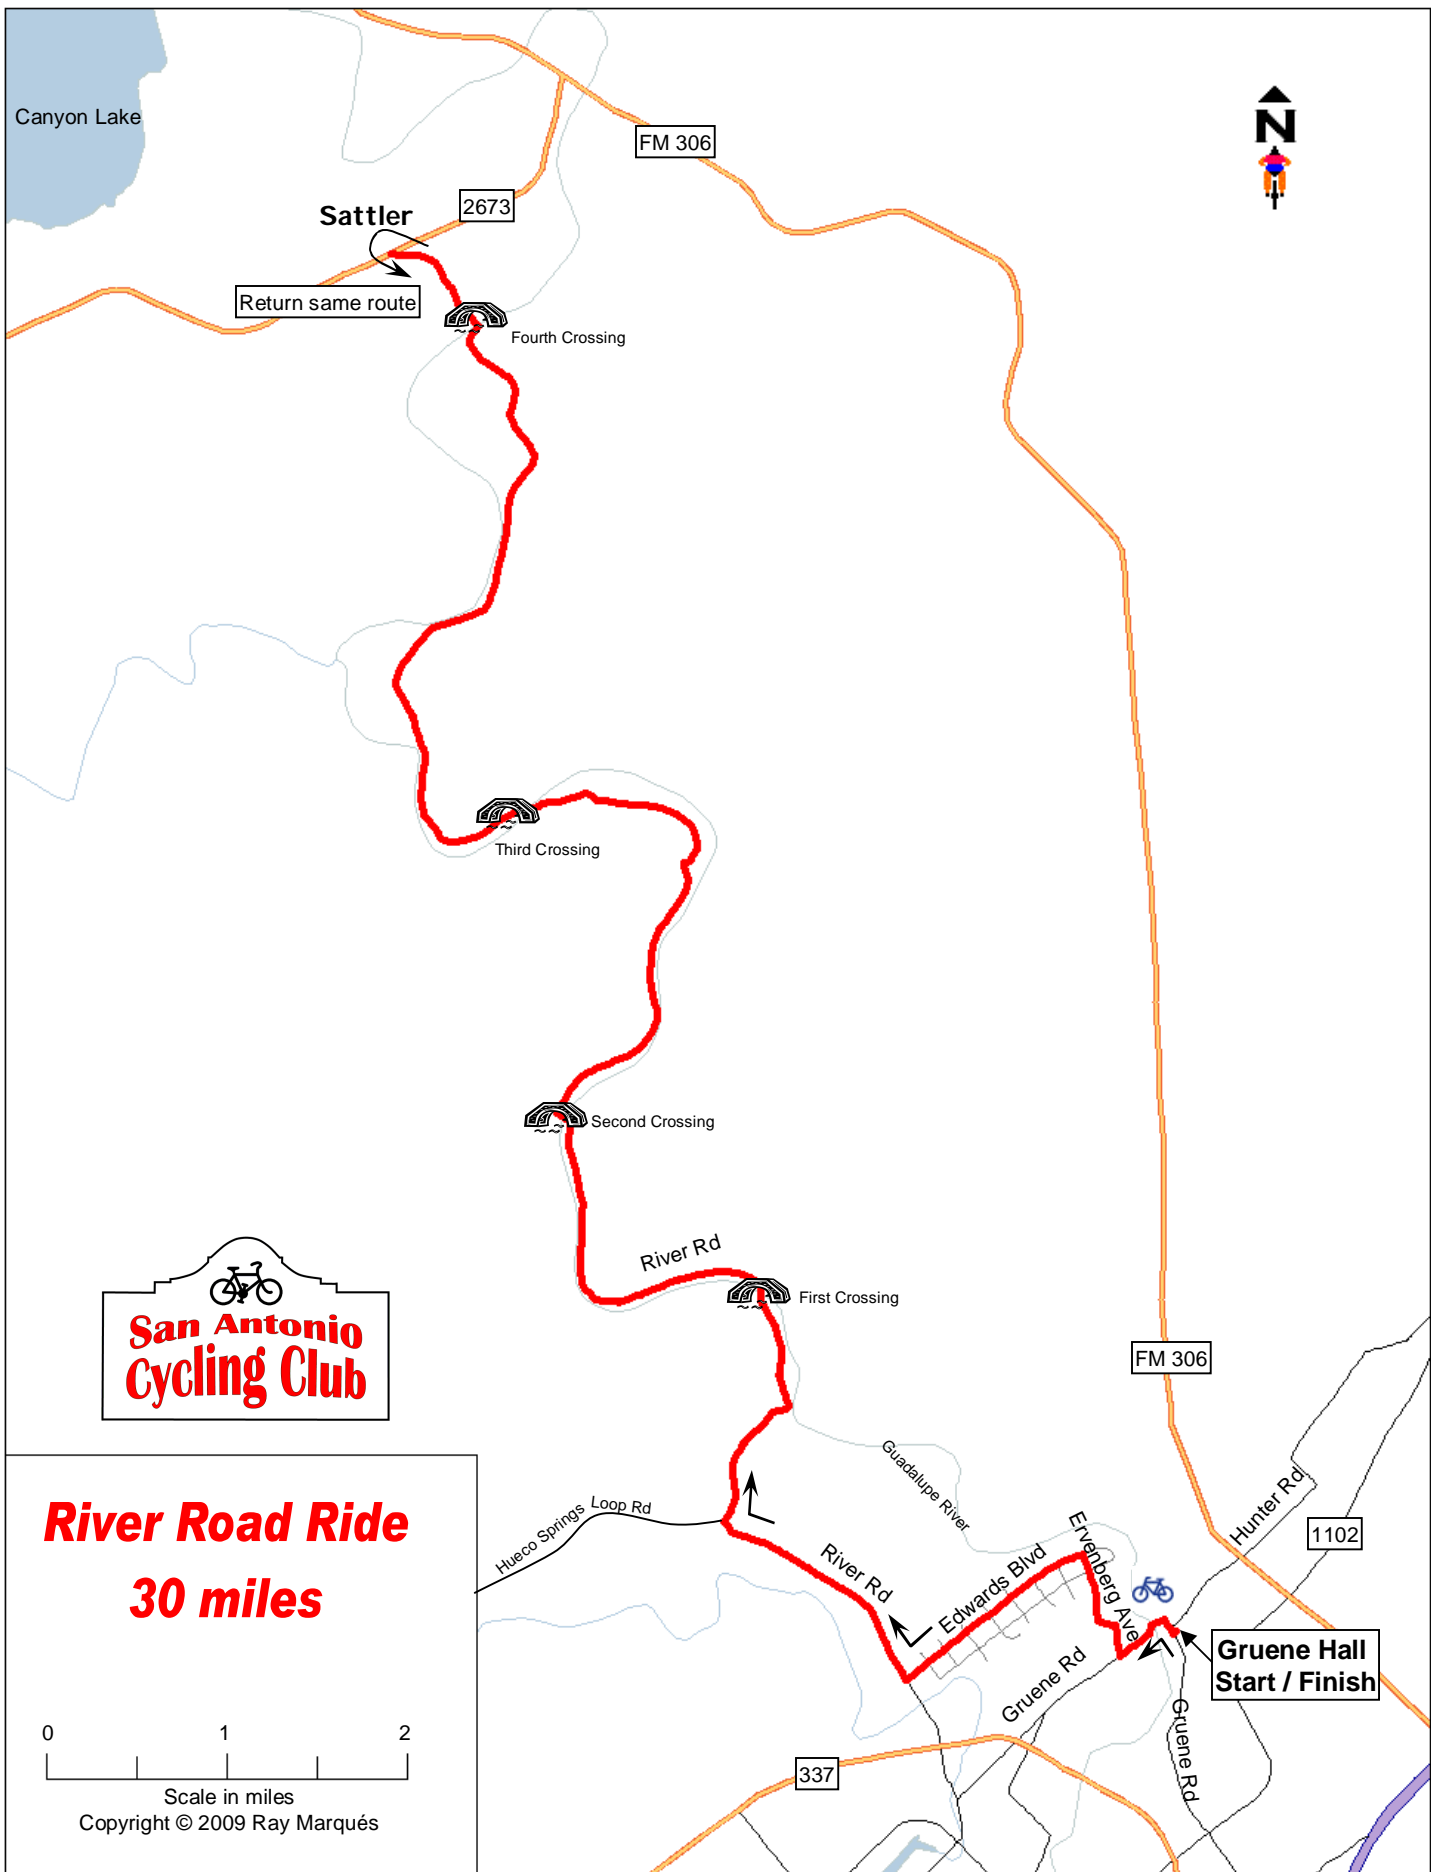 Canyon Lake
N
FM 306
2673
Sattler
Return same route
Fourth Crossing
Third Crossing
Second Crossing
River Rd
First Crossing
San Antonio
Cycling Club
FM 306
Guadalupe River
Hunter Rd
1102
Hueco Springs Loop Rd
River Rd
Edwards Blvd
Ervenberg Ave
Gruene Rd
Gruene Hall
Start / Finish
Gruene Rd
337
River Road Ride
30 miles
0 1 2
Scale in miles
Copyright © 2009 Ray Marqués